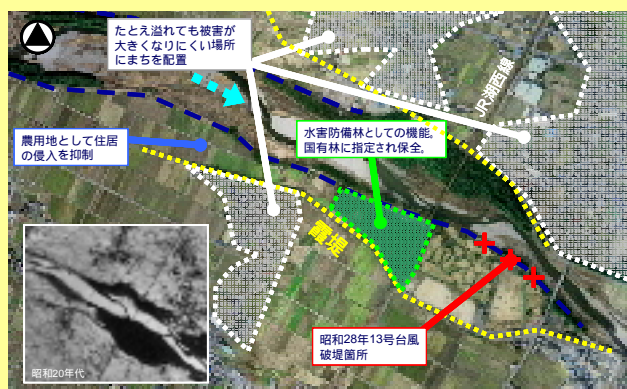 たとえ溢れても被害が
大きくなりにくい場所
にまちを配置
JR湖西線
農用地として住居
の侵入を抑制
水害防備林としての機能。
国有林に指定され保全。
霞堤
昭和28年13号台風
破堤箇所
昭和20年代